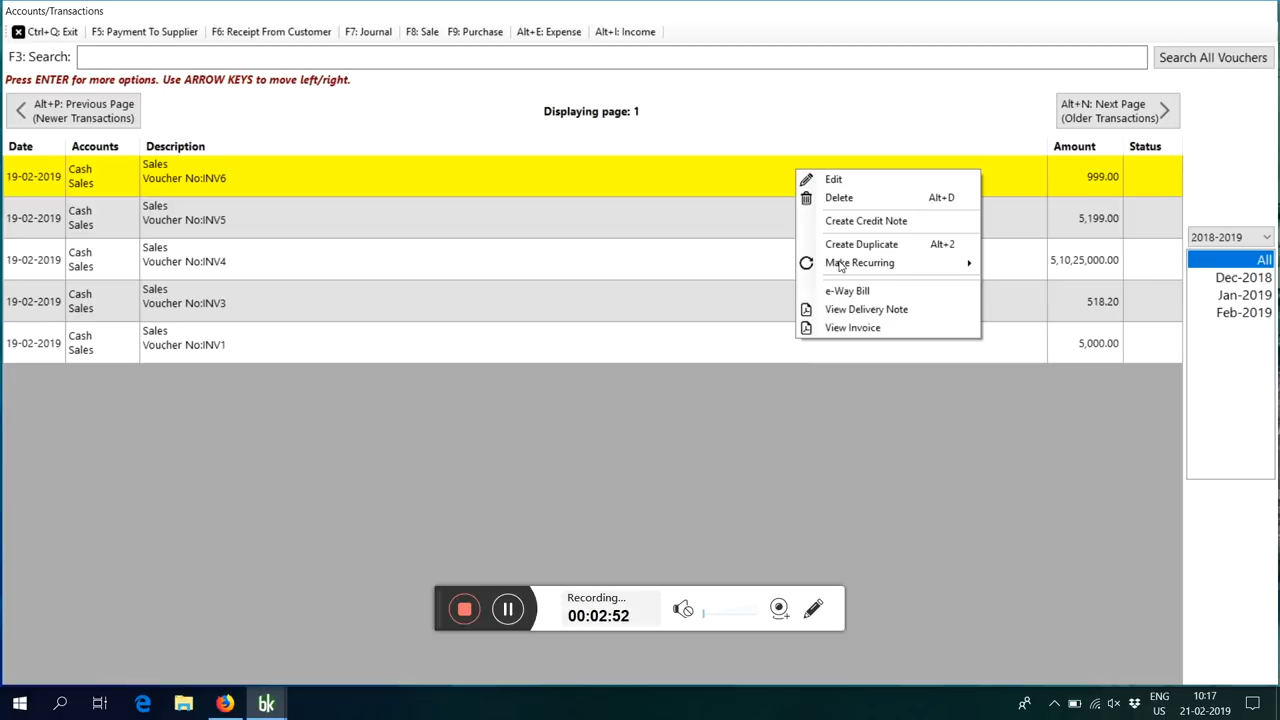 Accounts/Transactions
Ctrl+Q: Exit F5: Payment To Supplier F6: Receipt From Customer F7: Journal F8: Sale F9: Purchase Alt+E: Expense Alt+I: Income
F3: Search: Search All Vouchers
Press ENTER for more options. Use ARROW KEYS to move left/right.
Alt+P: Previous Page
(Newer Transactions)
Displaying page: 1
Alt+N: Next Page
(Older Transactions)
Date Accounts Description Amount Status
19-02-2019 Cash Sales Sales Voucher No:INV6 999.00
19-02-2019 Cash Sales Sales Voucher No:INV5 5,199.00
19-02-2019 Cash Sales Sales Voucher No:INV4 5,10,25,000.00
19-02-2019 Cash Sales Sales Voucher No:INV3 518.20
19-02-2019 Cash Sales Sales Voucher No:INV1 5,000.00
Edit
Delete Alt+D
Create Credit Note
Create Duplicate Alt+2
Make Recurring
e-Way Bill
View Delivery Note
View Invoice
2018-2019
All
Dec-2018
Jan-2019
Feb-2019
Recording...
00:02:52
bk
ENG
US
10:17
21-02-2019